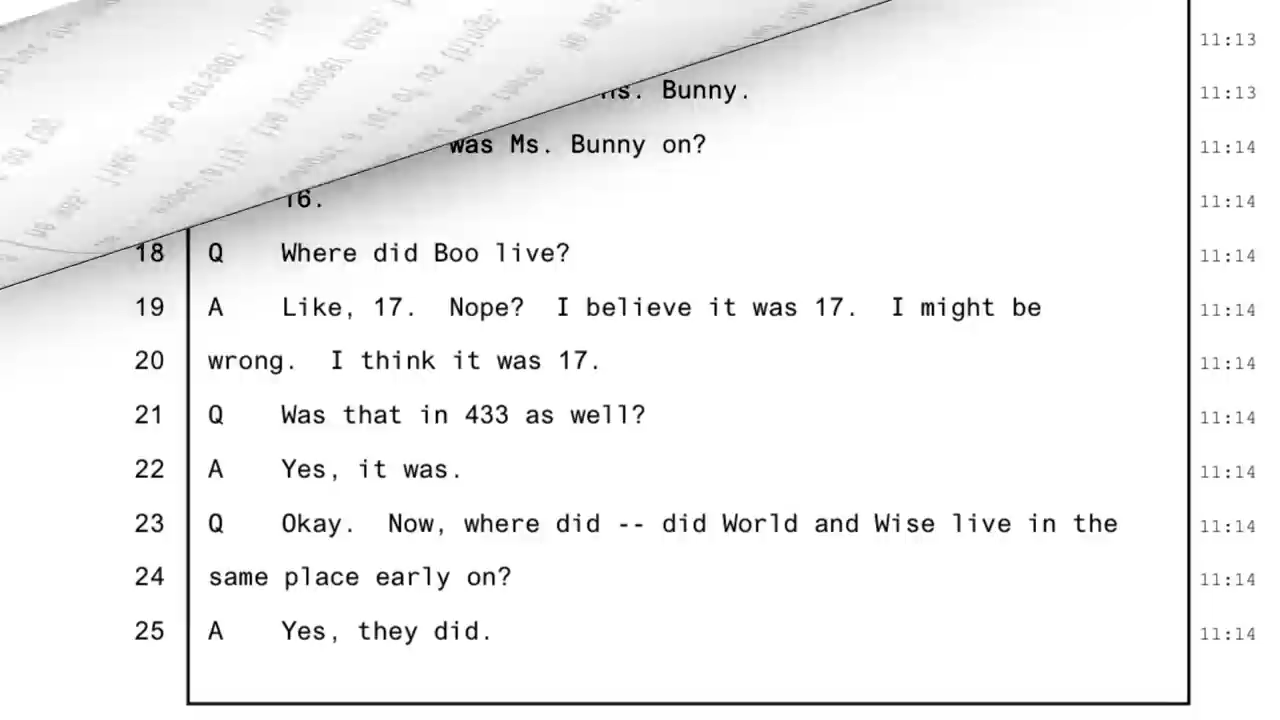 11:13
Bunny. 11:13
was Ms. Bunny on? 11:14
16. 11:14
18 Q Where did Boo live? 11:14
19 A Like, 17. Nope? I believe it was 17. I might be 11:14
20 wrong. I think it was 17. 11:14
21 Q Was that in 433 as well? 11:14
22 A Yes, it was. 11:14
23 Q Okay. Now, where did -- did World and Wise live in the 11:14
24 same place early on? 11:14
25 A Yes, they did. 11:14